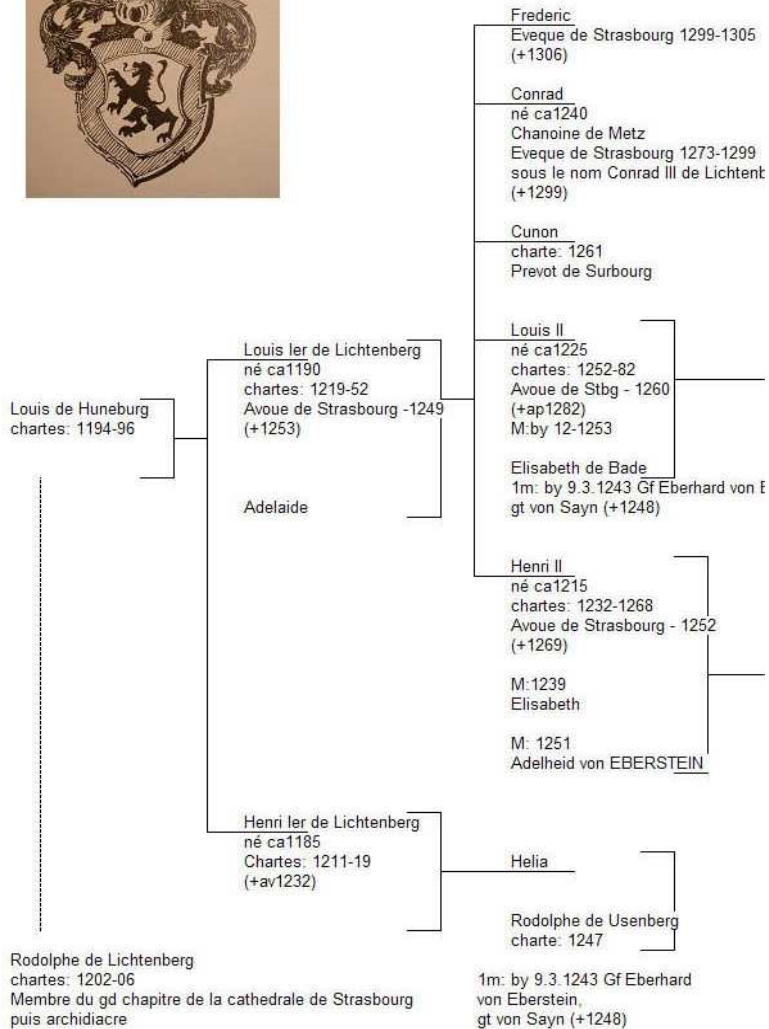 Frederic
Eveque de Strasbourg 1299-1305
(+1306)
Conrad
né ca1240
Chanoine de Metz
Eveque de Strasbourg 1273-1299
sous le nom Conrad III de Lichtenb
(+1299)
Cunon
charte: 1261
Prevot de Surbourg
Louis II
né ca1225
chartes: 1252-82
Avoue de Stbg - 1260
(+ap1282)
M:by 12-1253
Elisabeth de Bade
1m: by 9.3.1243 Gf Eberhard von E
gt von Sayn (+1248)
Louis Ier de Lichtenberg
né ca1190
chartes: 1219-52
Avoue de Strasbourg -1249
(+1253)
Adelaide
Louis de Huneburg
chartes: 1194-96
Henri II
né ca1215
chartes: 1232-1268
Avoue de Strasbourg - 1252
(+1269)
M:1239
Elisabeth
M: 1251
Adelheid von EBERSTEIN
Henri Ier de Lichtenberg
né ca1185
Chartes: 1211-19
(+av1232)
Helia
Rodolphe de Usenberg
charte: 1247
Rodolphe de Lichtenberg
chartes: 1202-06
Membre du gd chapitre de la cathedrale de Strasbourg
puis archidiacre
1m: by 9.3.1243 Gf Eberhard
von Eberstein,
gt von Sayn (+1248)